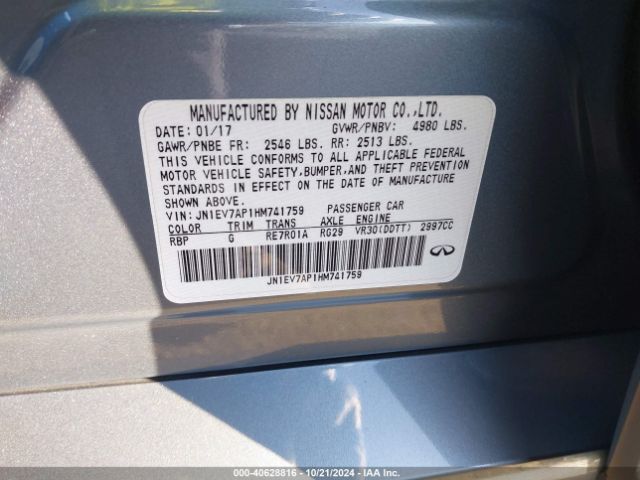 MANUFACTURED BY NISSAN MOTOR CO.,LTD.
DATE: 01/17 GVWR/PNBV: 4980 LBS.
GAWR/PNBE FR: 2546 LBS. RR: 2513 LBS.
THIS VEHICLE CONFORMS TO ALL APPLICABLE FEDERAL
MOTOR VEHICLE SAFETY,BUMPER,AND THEFT PREVENTION
STANDARDS IN EFFECT ON THE DATE OF MANUFACTURE
SHOWN ABOVE.
VIN: JN1EV7AP1HM741759 PASSENGER CAR
COLOR TRIM TRANS AXLE ENGINE
RBP G RE7R01A RG29 VR30(DDTT) 2997CC
JN1EV7AP1HM741759
000-40628816 - 10/21/2024 - IAA Inc.